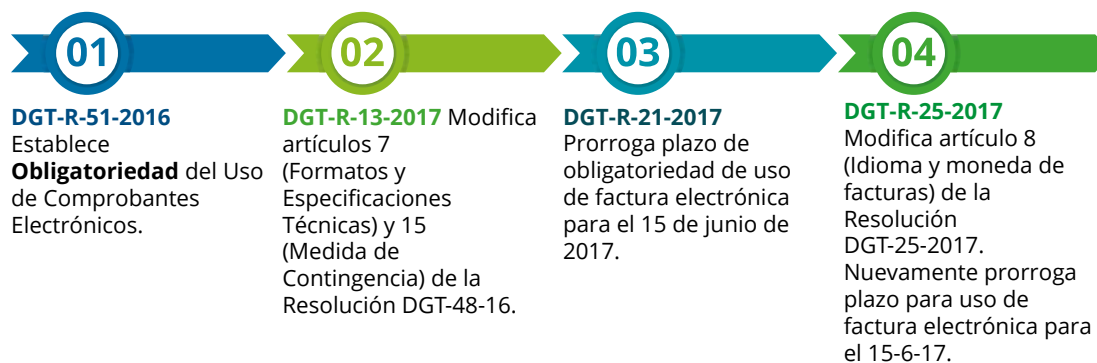 01
DGT-R-51-2016
Establece
Obligatoriedad del Uso
de Comprobantes
Electrónicos.
02
DGT-R-13-2017 Modifica
artículos 7
(Formatos y
Especificaciones
Técnicas) y 15
(Medida de
Contingencia) de la
Resolución DGT-48-16.
03
DGT-R-21-2017
Prorroga plazo de
obligatoriedad de uso
de factura electrónica
para el 15 de junio de
2017.
04
DGT-R-25-2017
Modifica artículo 8
(Idioma y moneda de
facturas) de la
Resolución
DGT-25-2017.
Nuevamente prorroga
plazo para uso de
factura electrónica para
el 15-6-17.